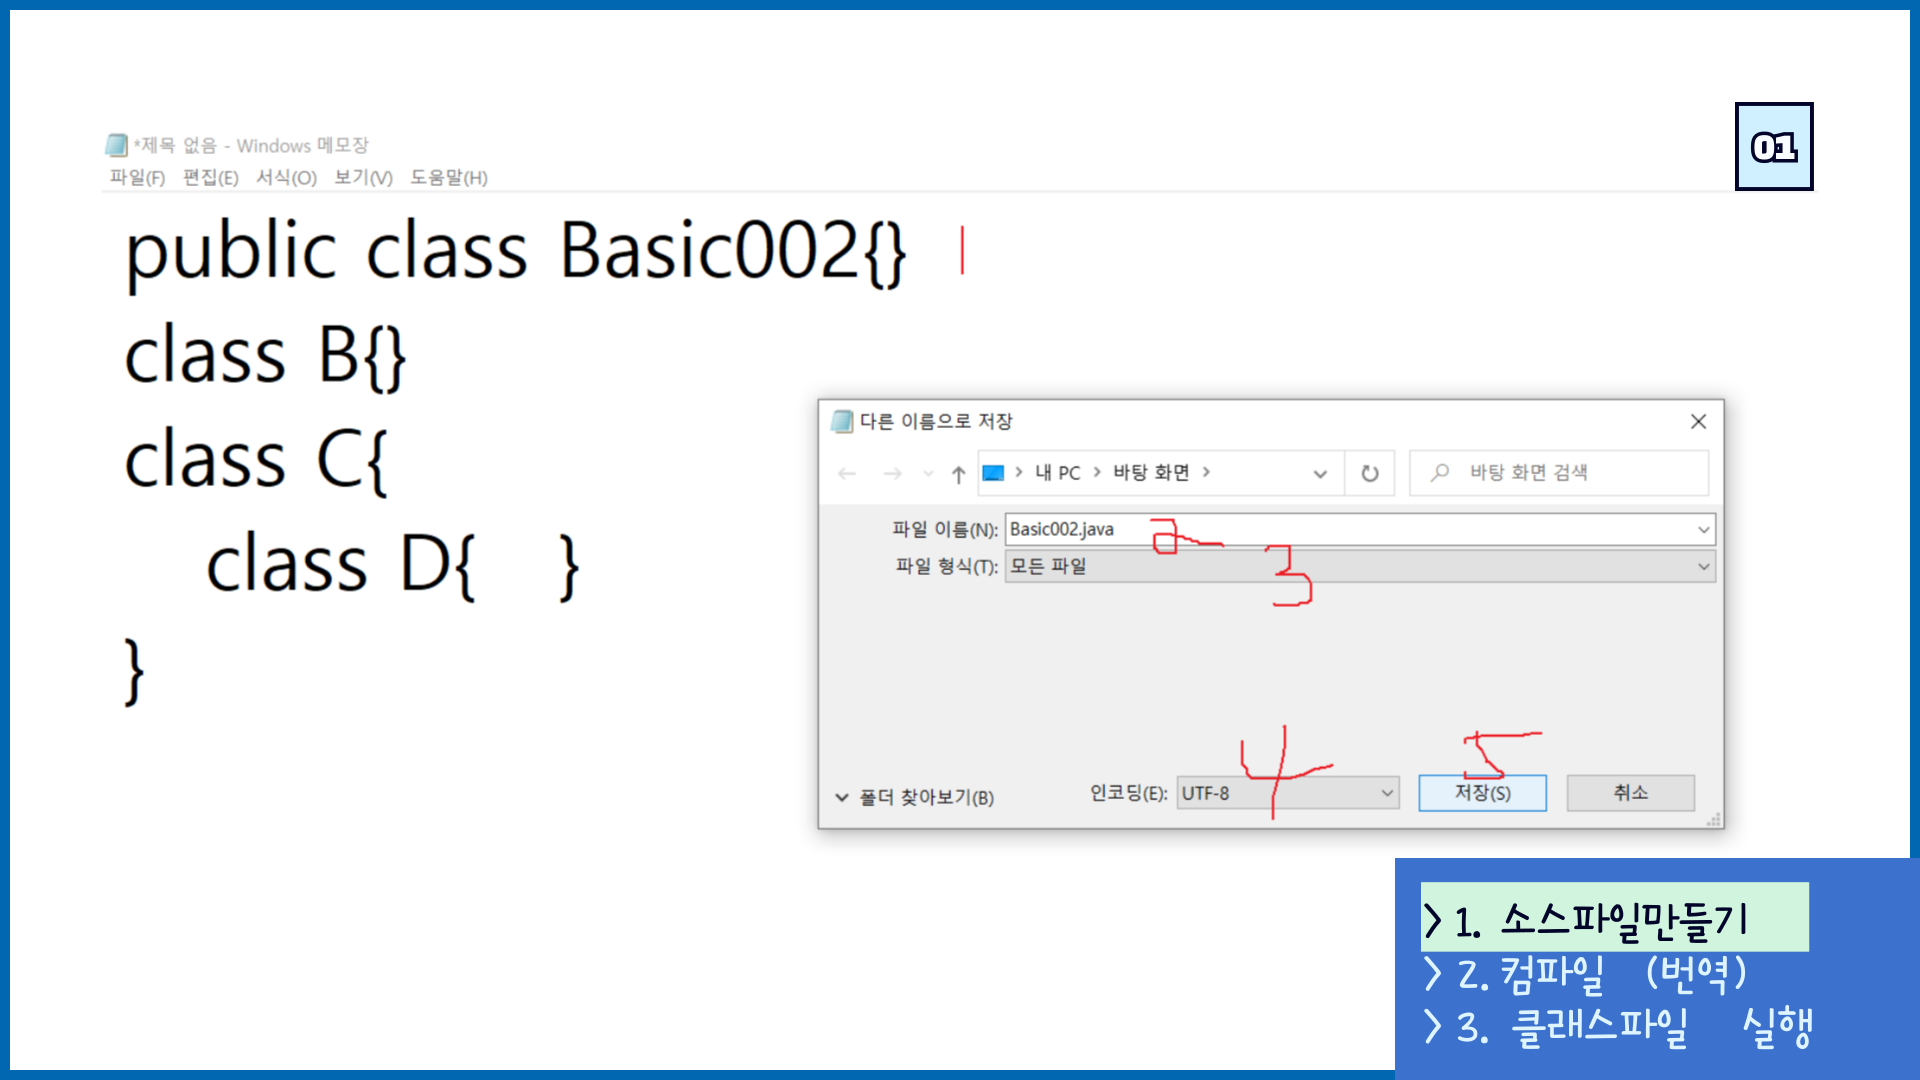 01
*제목 없음 - Windows 메모장
파일(F) 편집(E) 서식(O) 보기(V) 도움말(H)
public class Basic002{} |
class B{}
class C{
class D{ }
}
다른 이름으로 저장
내 PC > 바탕 화면 >
바탕 화면 검색
파일 이름(N): Basic002.java
2
파일 형식(T): 모든 파일
3
4
5
폴더 찾아보기(B)
인코딩(E): UTF-8
저장(S)
취소
> 1. 소스파일만들기
> 2. 컴파일 (번역)
> 3. 클래스파일 실행